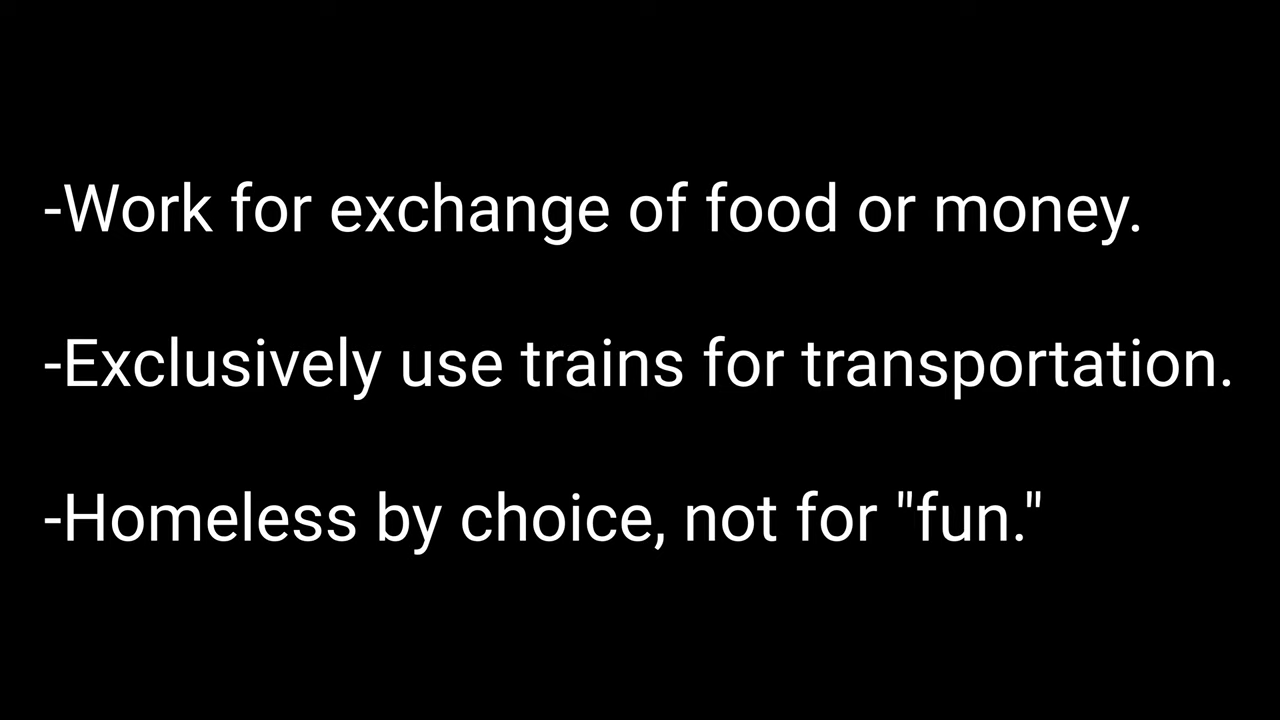 -Work for exchange of food or money.
-Exclusively use trains for transportation.
-Homeless by choice, not for "fun."